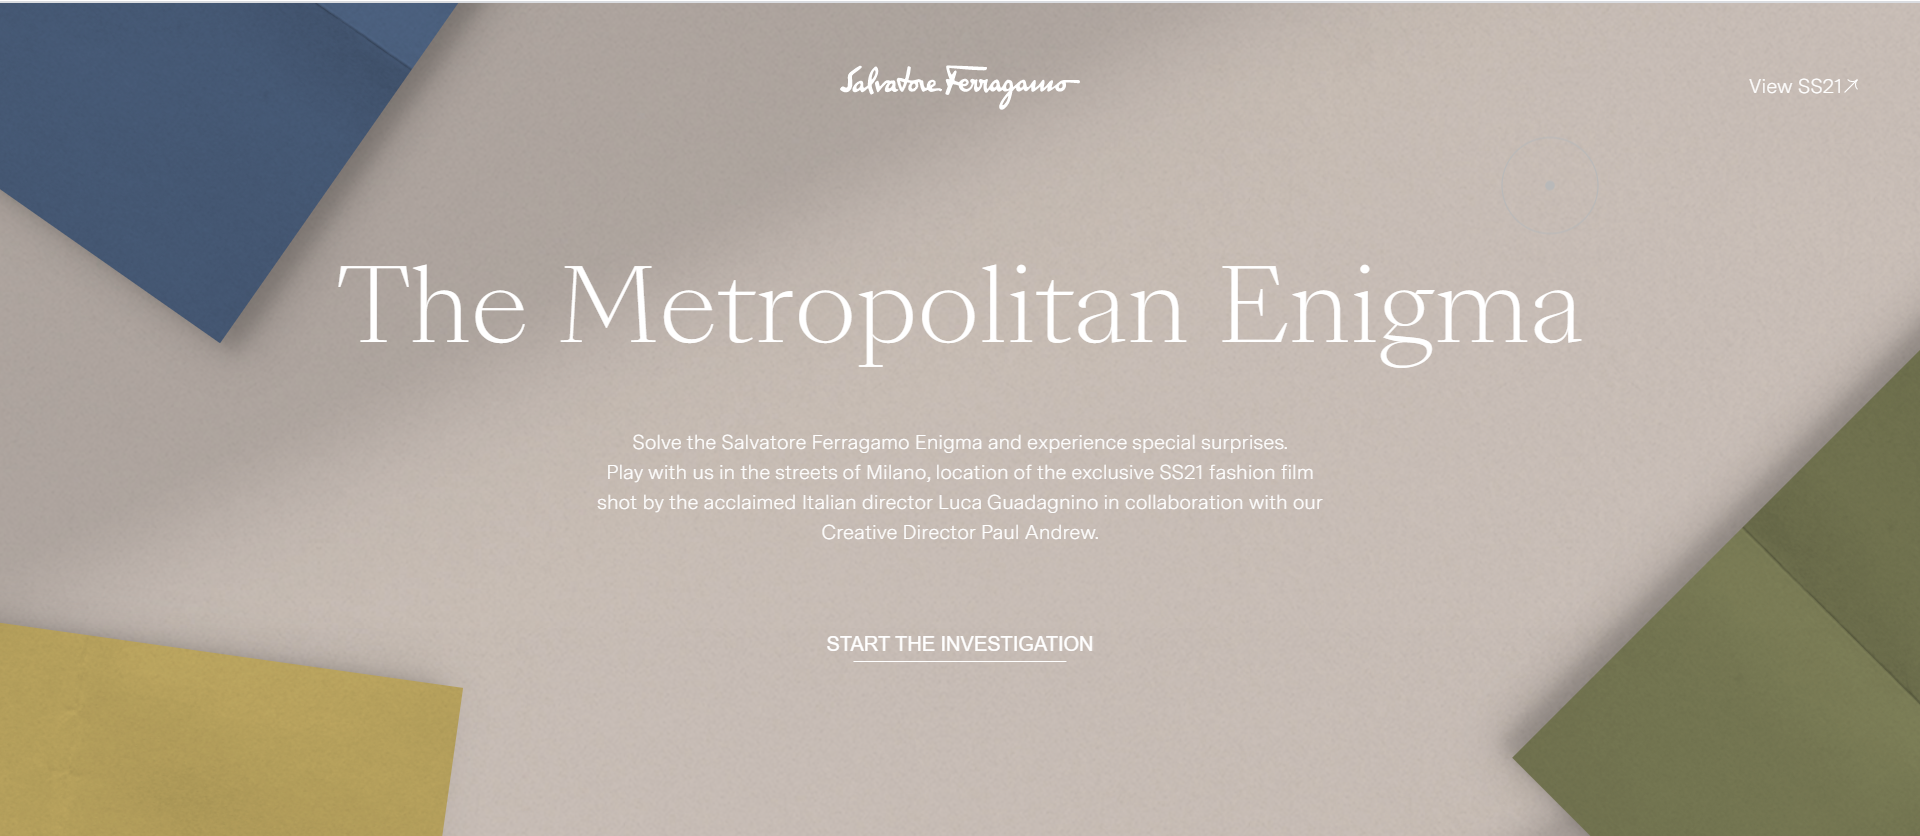 Salvatore Ferragamo
View SS21↗
The Metropolitan Enigma
Solve the Salvatore Ferragamo Enigma and experience special surprises.
Play with us in the streets of Milano, location of the exclusive SS21 fashion film
shot by the acclaimed Italian director Luca Guadagnino in collaboration with our
Creative Director Paul Andrew.
START THE INVESTIGATION